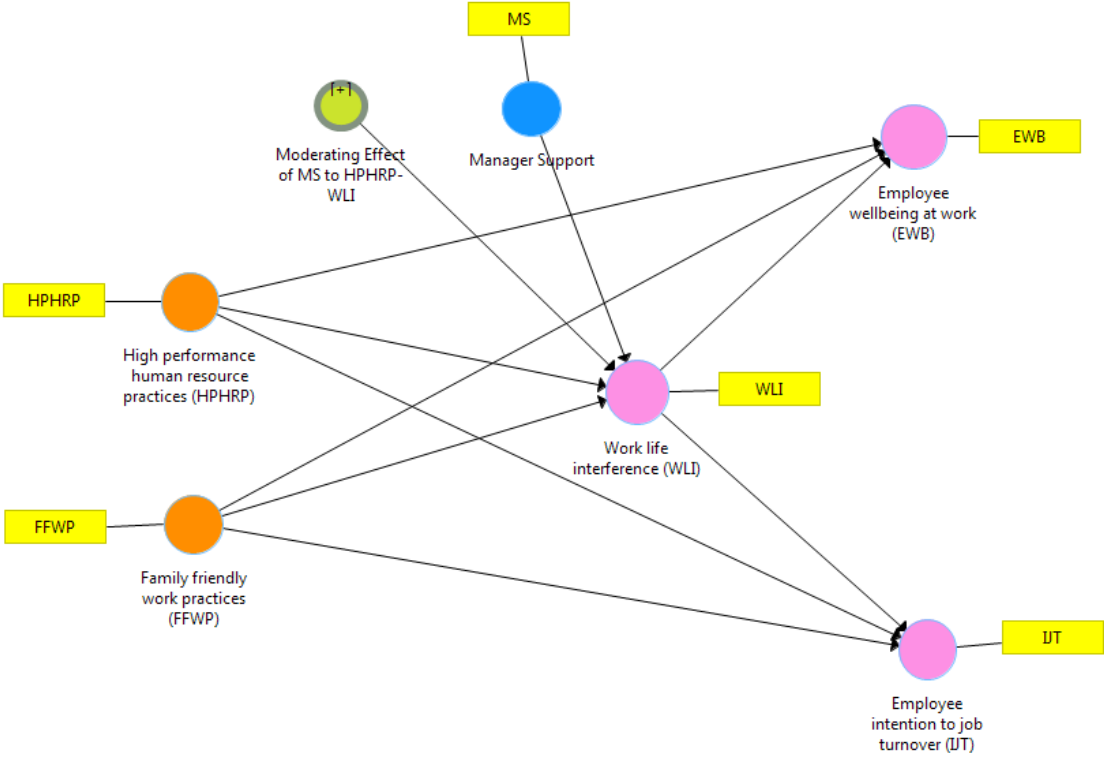 MS
[+]
Moderating Effect
of MS to HPHRP-
WLI
Manager Support
EWB
Employee
wellbeing at work
(EWB)
HPHRP
High performance
human resource
practices (HPHRP)
WLI
Work life
interference (WLI)
FFWP
Family friendly
work practices
(FFWP)
IJT
Employee
intention to job
turnover (IJT)